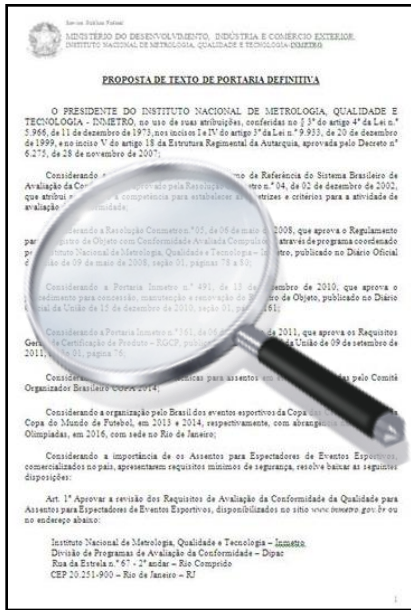 Serviço Público Federal
MINISTÉRIO DO DESENVOLVIMENTO, INDÚSTRIA E COMÉRCIO EXTERIOR
INSTITUTO NACIONAL DE METROLOGIA, QUALIDADE E TECNOLOGIA-INMETRO
PROPOSTA DE TEXTO DE PORTARIA DEFINITIVA
O PRESIDENTE DO INSTITUTO NACIONAL DE METROLOGIA, QUALIDADE E
TECNOLOGIA - INMETRO, no uso de suas atribuições, conferidas no § 3º do artigo 4º da Lei n.º
5.966, de 11 de dezembro de 1973, nos incisos I e IV do artigo 3º da Lei n.º 9.933, de 20 de dezembro
de 1999, e no inciso V do artigo 18 da Estrutura Regimental da Autarquia, aprovada pelo Decreto nº
6.275, de 28 de novembro de 2007;
Considerando a de Referência do Sistema Brasileiro de
Avaliação da aprovado pela Resolução n.º 04, de 02 de dezembro de 2002,
que atribui a competência para estabelecer as diretrizes e critérios para a atividade de
avaliação de conformidade;
Considerando a Resolução Conmetro n.º 05, de 06 de maio de 2008, que aprova o Regulamento
para Registro de Objeto com Conformidade Avaliada Compulsória, através de programa coordenado
Instituto Nacional de Metrologia, Qualidade e Tecnologia – Inmetro, publicado no Diário Oficial
da União de 09 de maio de 2008, seção 01, páginas 78 a 80;
Considerando a Portaria Inmetro n.º 491, de 13 de dezembro de 2010, que aprova o
procedimento para concessão, manutenção e renovação do Registro de Objeto, publicado no Diário
Oficial da União de 15 de dezembro de 2010, seção 01, 161;
Considerando a Portaria Inmetro n.º 361, de 06 de 2011, que aprova os Requisitos
Gerais de Certificação de Produto – RGCP, da União de 09 de setembro de
2011, seção 01, página 76;
para assentos em pelo Comitê
Organizador Brasileiro COPA 2014;
Considerando a organização pelo Brasil dos eventos esportivos da Copa das
Copa do Mundo de Futebol, em 2013 e 2014, respectivamente, com abrangência
Olimpíadas, em 2016, com sede no Rio de Janeiro;
Considerando a importância de os Assentos para Espectadores de Eventos Esportivos,
comercializados no país, apresentarem requisitos mínimos de segurança, resolve baixar as seguintes
disposições:
Art. 1º Aprovar a revisão dos Requisitos de Avaliação da Conformidade da Qualidade para
Assentos para Espectadores de Eventos Esportivos, disponibilizados no sitio www.inmetro.gov.br ou
no endereço abaixo:
Instituto Nacional de Metrologia, Qualidade e Tecnologia – Inmetro
Divisão de Programas de Avaliação da Conformidade – Dipac
Rua da Estrela n.º 67 - 2º andar – Rio Comprido
CEP 20.251-900 – Rio de Janeiro – RJ
1